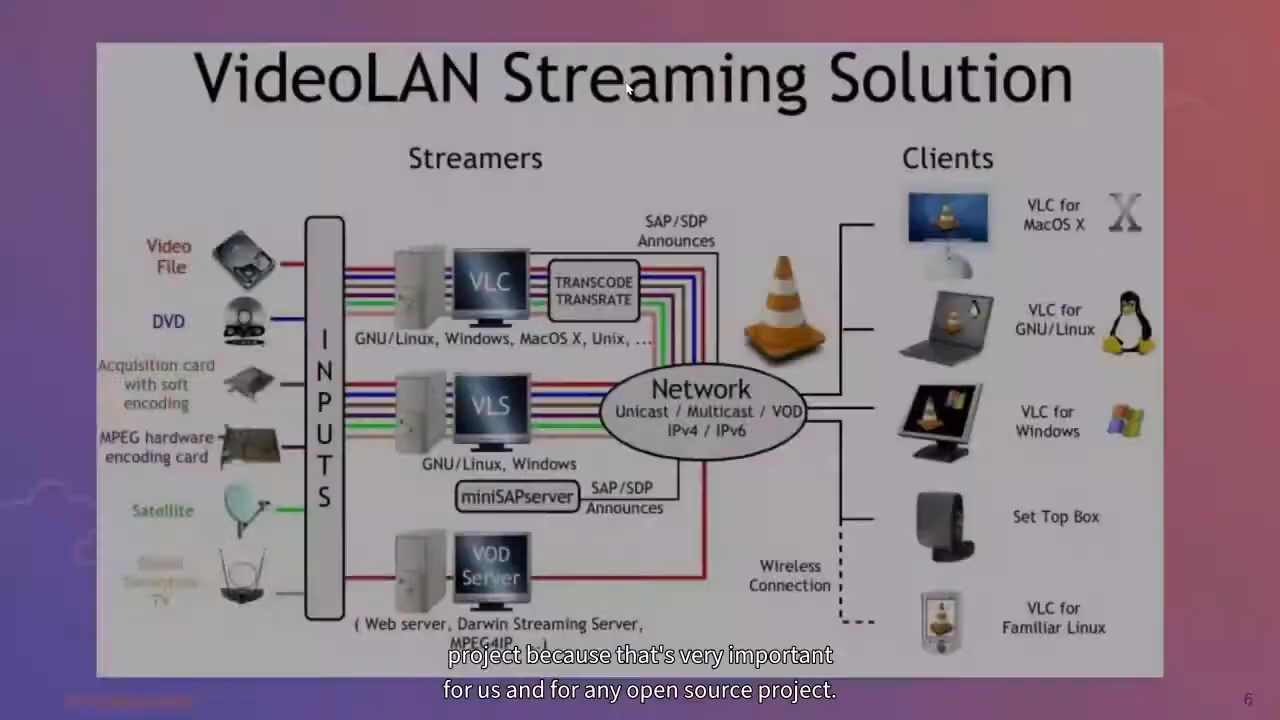 VideoLAN Streaming Solution
Streamers
Clients
Video
File
DVD
Acquisition card
with soft
encoding
MPEG hardware
encoding card
Satellite
TV
INPUTS
VLC
TRANSCODE
TRANSRATE
SAP/SDP
Announces
GNU/Linux, Windows, MacOS X, Unix, ...
VLS
GNU/Linux, Windows
miniSAPserver
SAP/SDP
Announces
VOD
Server
( Web server, Darwin Streaming Server,
MPEG4IP, ...)
Network
Unicast / Multicast / VOD
IPv4 / IPv6
Wireless
Connection
VLC for
MacOS X
X
VLC for
GNU/Linux
VLC for
Windows
Set Top Box
VLC for
Familiar Linux
project because that's very important
for us and for any open source project.
6